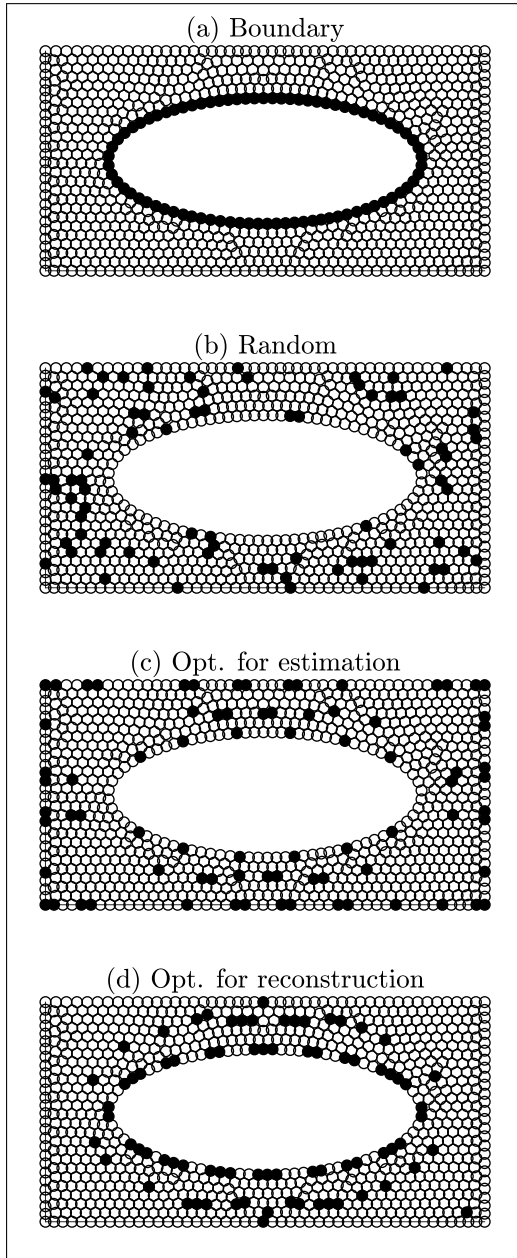 (a) Boundary
(b) Random
(c) Opt. for estimation
(d) Opt. for reconstruction